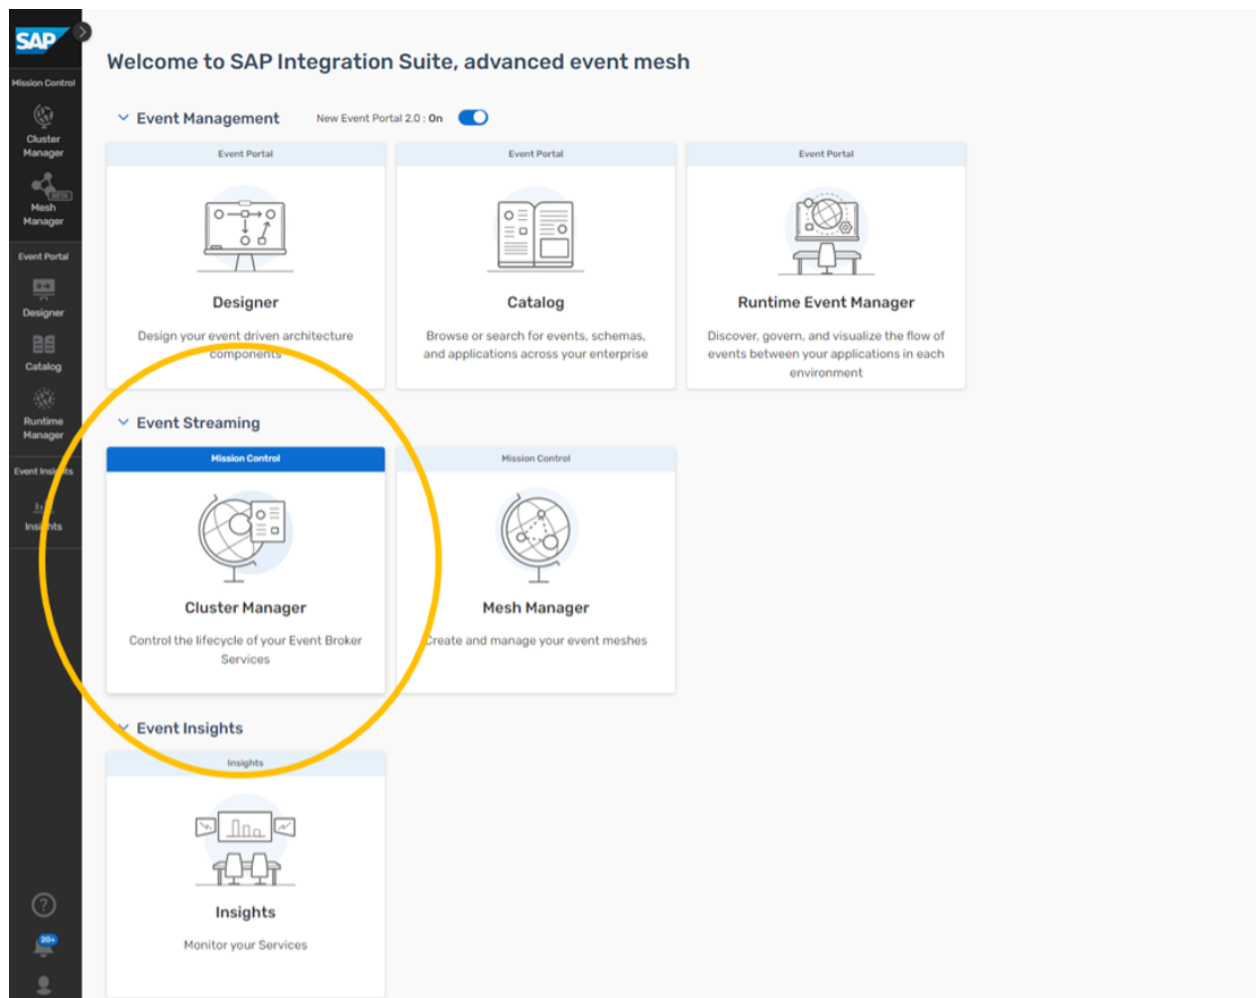 SAP
Mission Control
Cluster
Manager
BETA
Mesh
Manager
Event Portal
Designer
Catalog
Runtime
Manager
Event Insights
Insights
20+
Welcome to SAP Integration Suite, advanced event mesh
Event Management
New Event Portal 2.0 : On
Event Portal
Designer
Design your event driven architecture
components
Event Portal
Catalog
Browse or search for events, schemas,
and applications across your enterprise
Event Portal
Runtime Event Manager
Discover, govern, and visualize the flow of
events between your applications in each
environment
Event Streaming
Mission Control
Cluster Manager
Control the lifecycle of your Event Broker
Services
Mission Control
Mesh Manager
Create and manage your event meshes
Event Insights
Insights
Insights
Monitor your Services